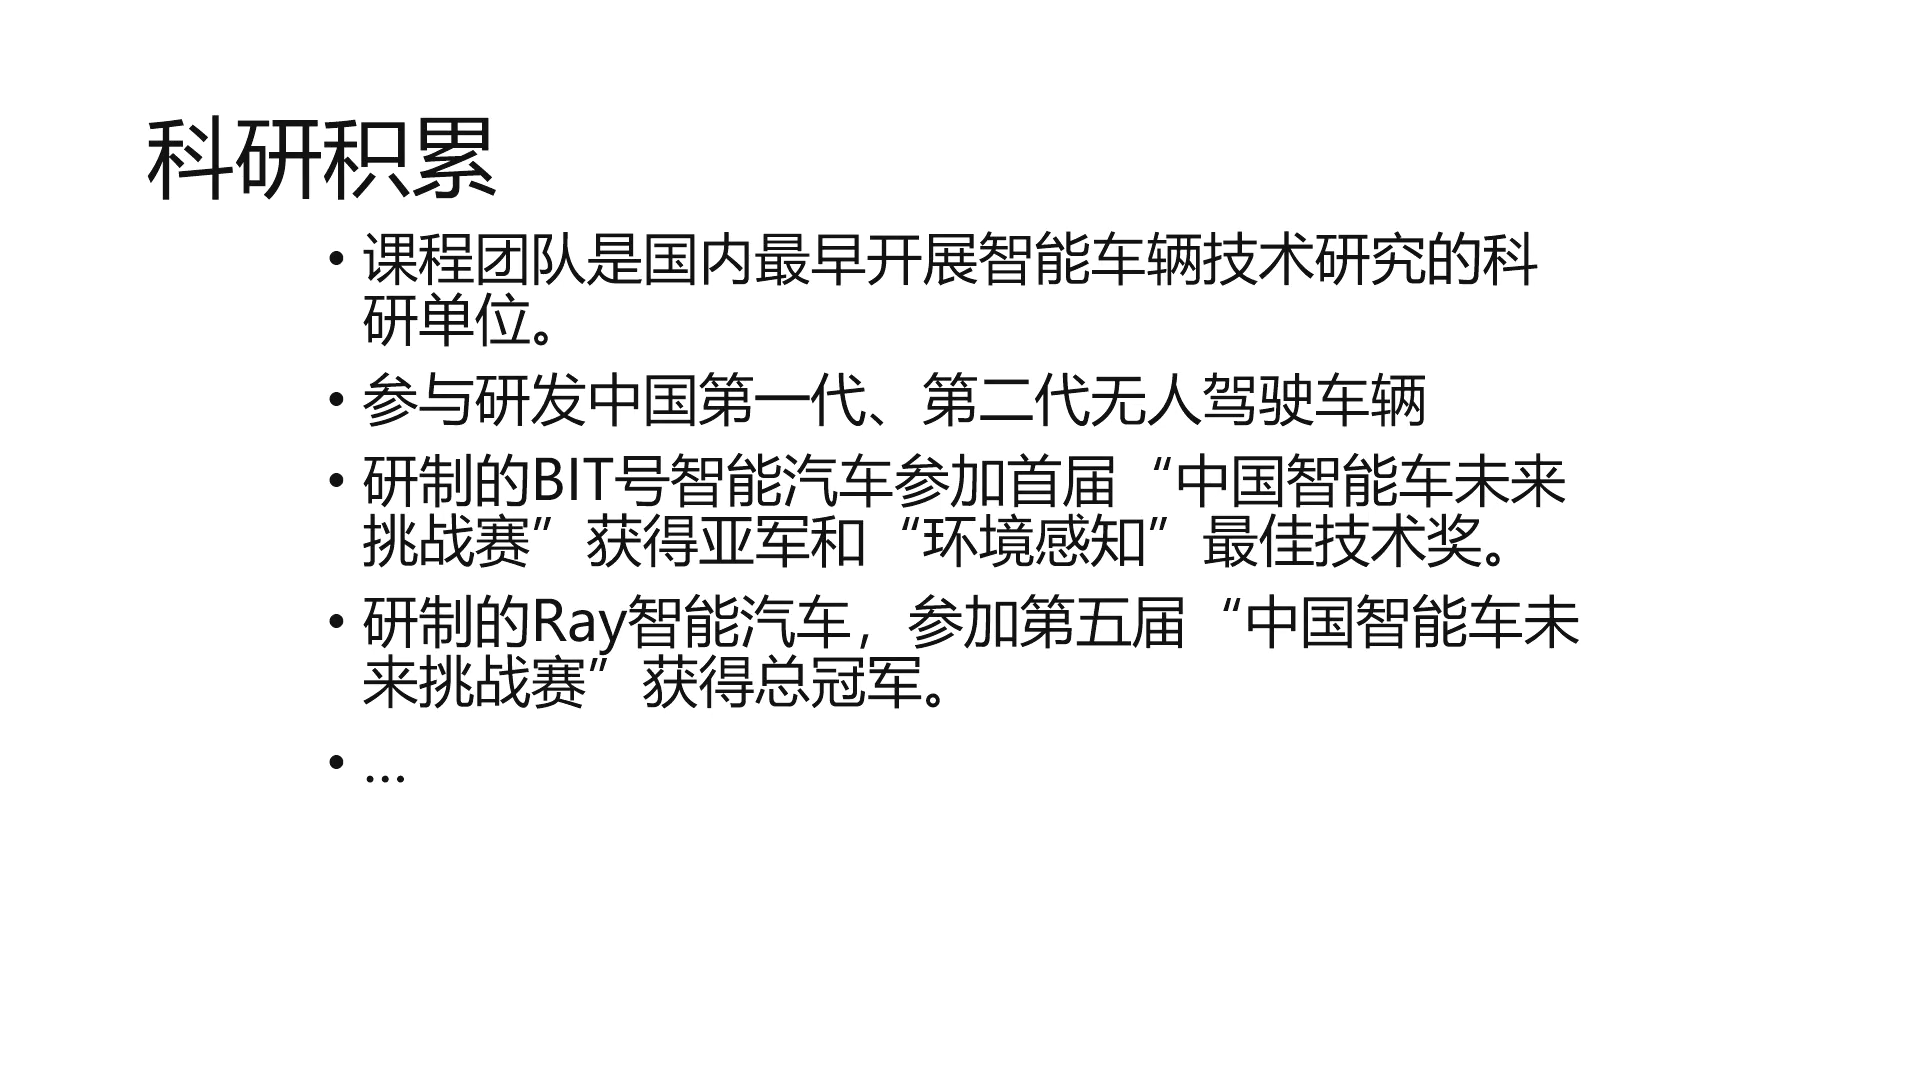 科研积累
• 课程团队是国内最早开展智能车辆技术研究的科
研单位。
• 参与研发中国第一代、第二代无人驾驶车辆
• 研制的BIT号智能汽车参加首届“中国智能车未来
挑战赛”获得亚军和“环境感知”最佳技术奖。
• 研制的Ray智能汽车，参加第五届“中国智能车未
来挑战赛”获得总冠军。
• …